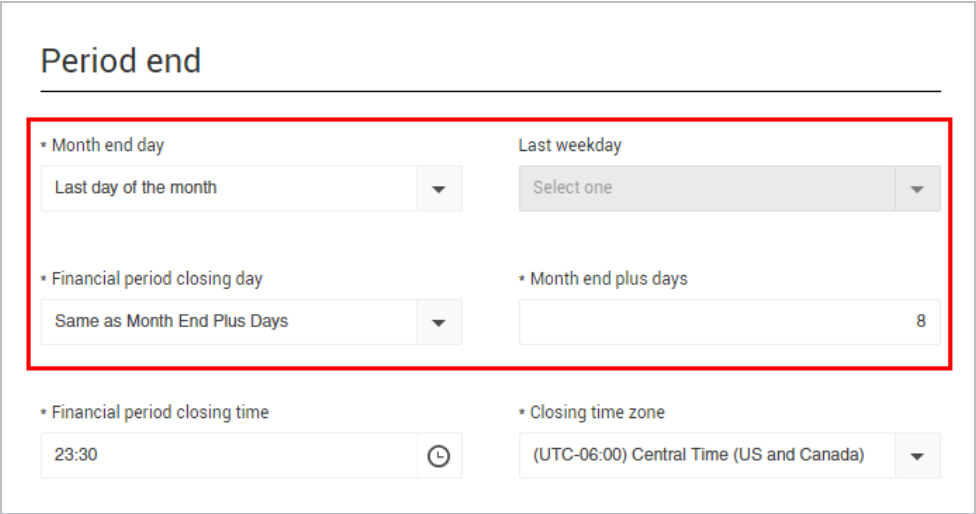 Period end
* Month end day
Last weekday
Last day of the month
Select one
* Financial period closing day
* Month end plus days
Same as Month End Plus Days
8
* Financial period closing time
* Closing time zone
23:30
(UTC-06:00) Central Time (US and Canada)